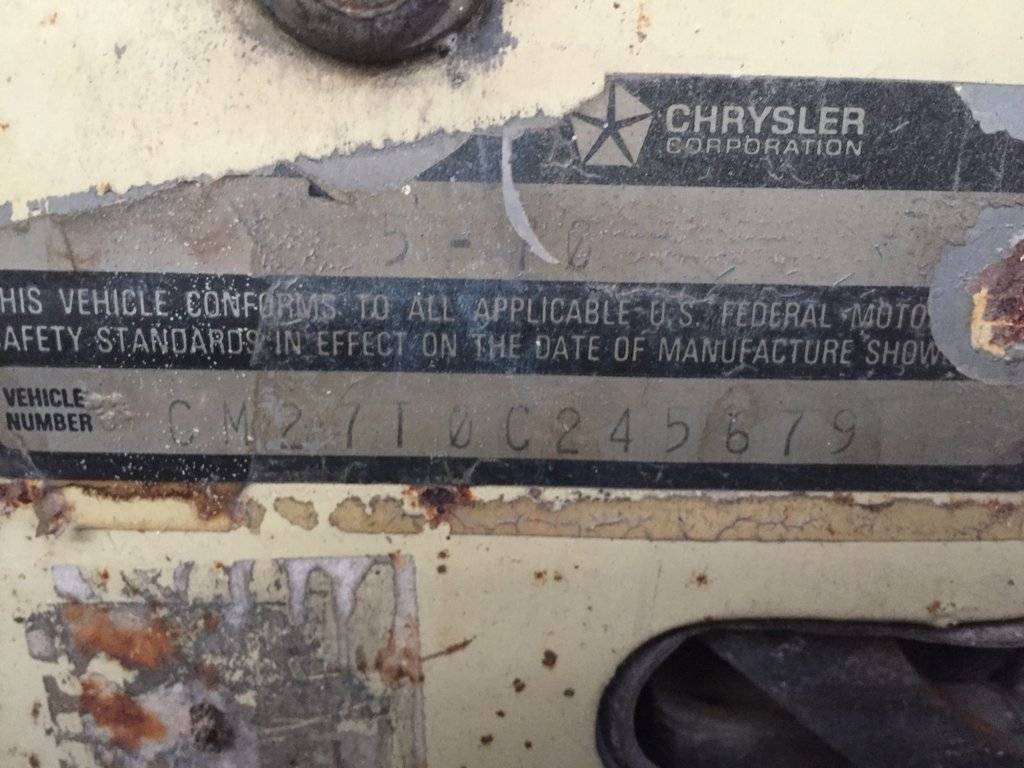 CHRYSLER
CORPORATION
5-70
HIS VEHICLE CONFORMS TO ALL APPLICABLE U.S. FEDERAL MOTO
SAFETY STANDARDS IN EFFECT ON THE DATE OF MANUFACTURE SHOW
VEHICLE
NUMBER
CM27T0C245679